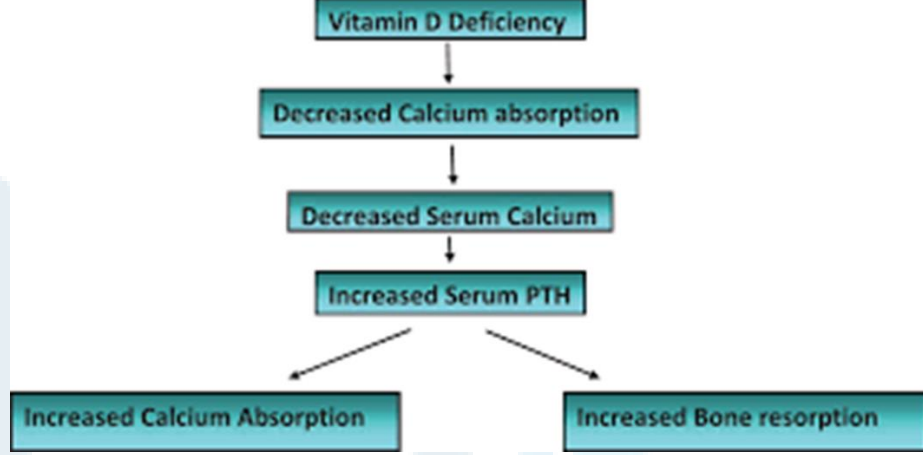 Vitamin D Deficiency
Decreased Calcium absorption
Decreased Serum Calcium
Increased Serum PTH
Increased Calcium Absorption
Increased Bone resorption